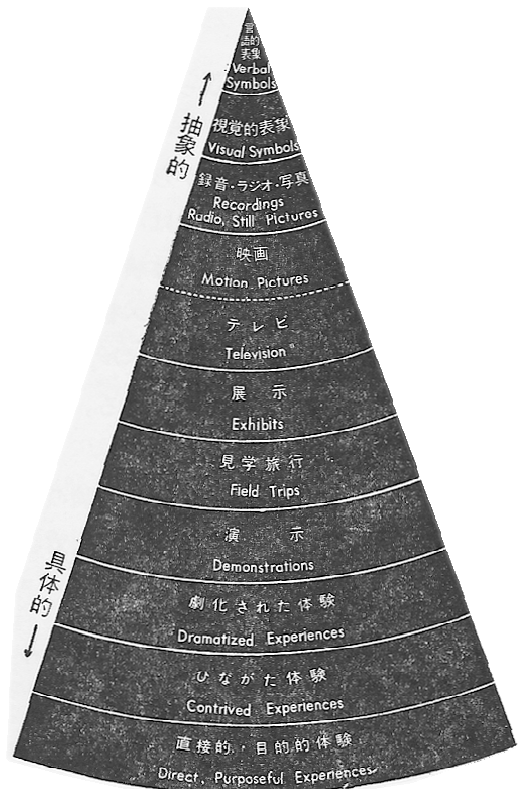 言
語的
表象
Verbal
Symbols
視覚的表象
Visual Symbols
録音・ラジオ・写真
Recordings
Radio, Still Pictures
映画
Motion Pictures
テレビ
Television
展示
Exhibits
見学旅行
Field Trips
演示
Demonstrations
劇化された体験
Dramatized Experiences
ひながた体験
Contrived Experiences
直接的・目的的体験
Direct, Purposeful Experiences
抽象的
具体的